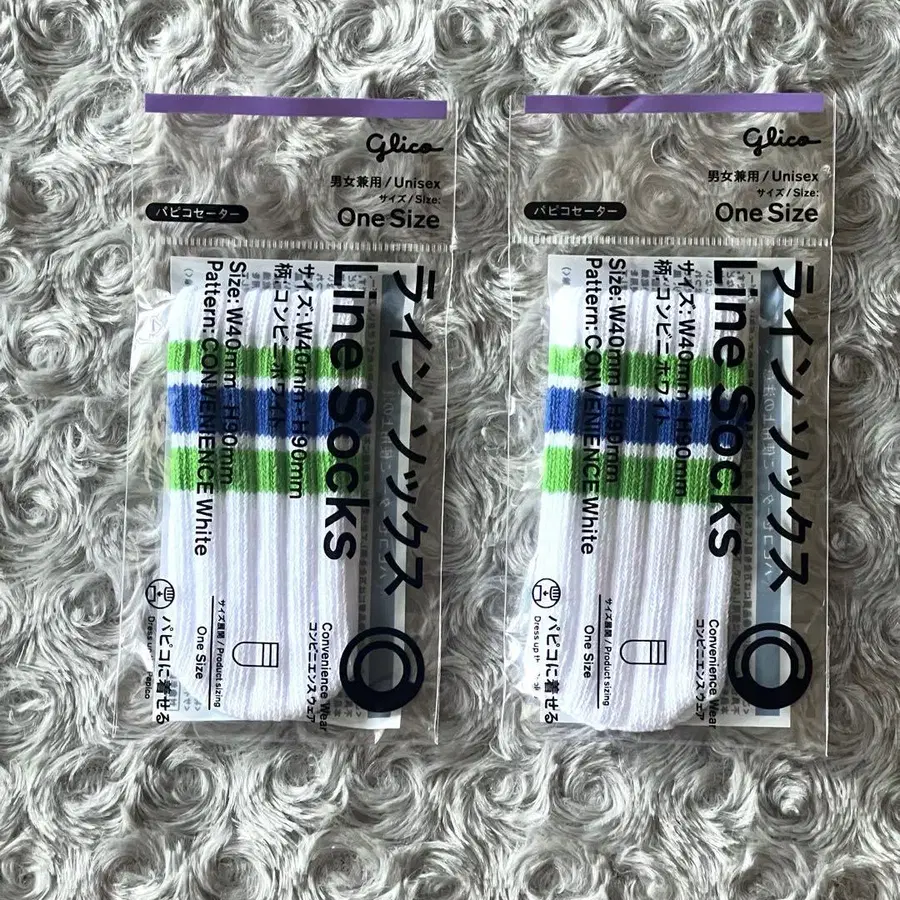 Glico
男女兼用/Unisex
サイズ/Size:
One Size
パピコセーター
ライン ソックス
Line Socks
サイズ: W40mm - H90mm
柄: コンビニホワイト
Size: W40mm - H90mm
Pattern: CONVENIENCE White
Convenience Wear
コンビニエンスウェア
サイズ展開 / Product sizing
One Size
パピコに着せる
Dress up
Papico
Glico
男女兼用/Unisex
サイズ/Size:
One Size
パピコセーター
ライン ソックス
Line Socks
サイズ: W40mm - H90mm
柄: コンビニホワイト
Size: W40mm - H90mm
Pattern: CONVENIENCE White
Convenience Wear
コンビニエンスウェア
サイズ展開 / Product sizing
One Size
パピコに着せる
Dress up